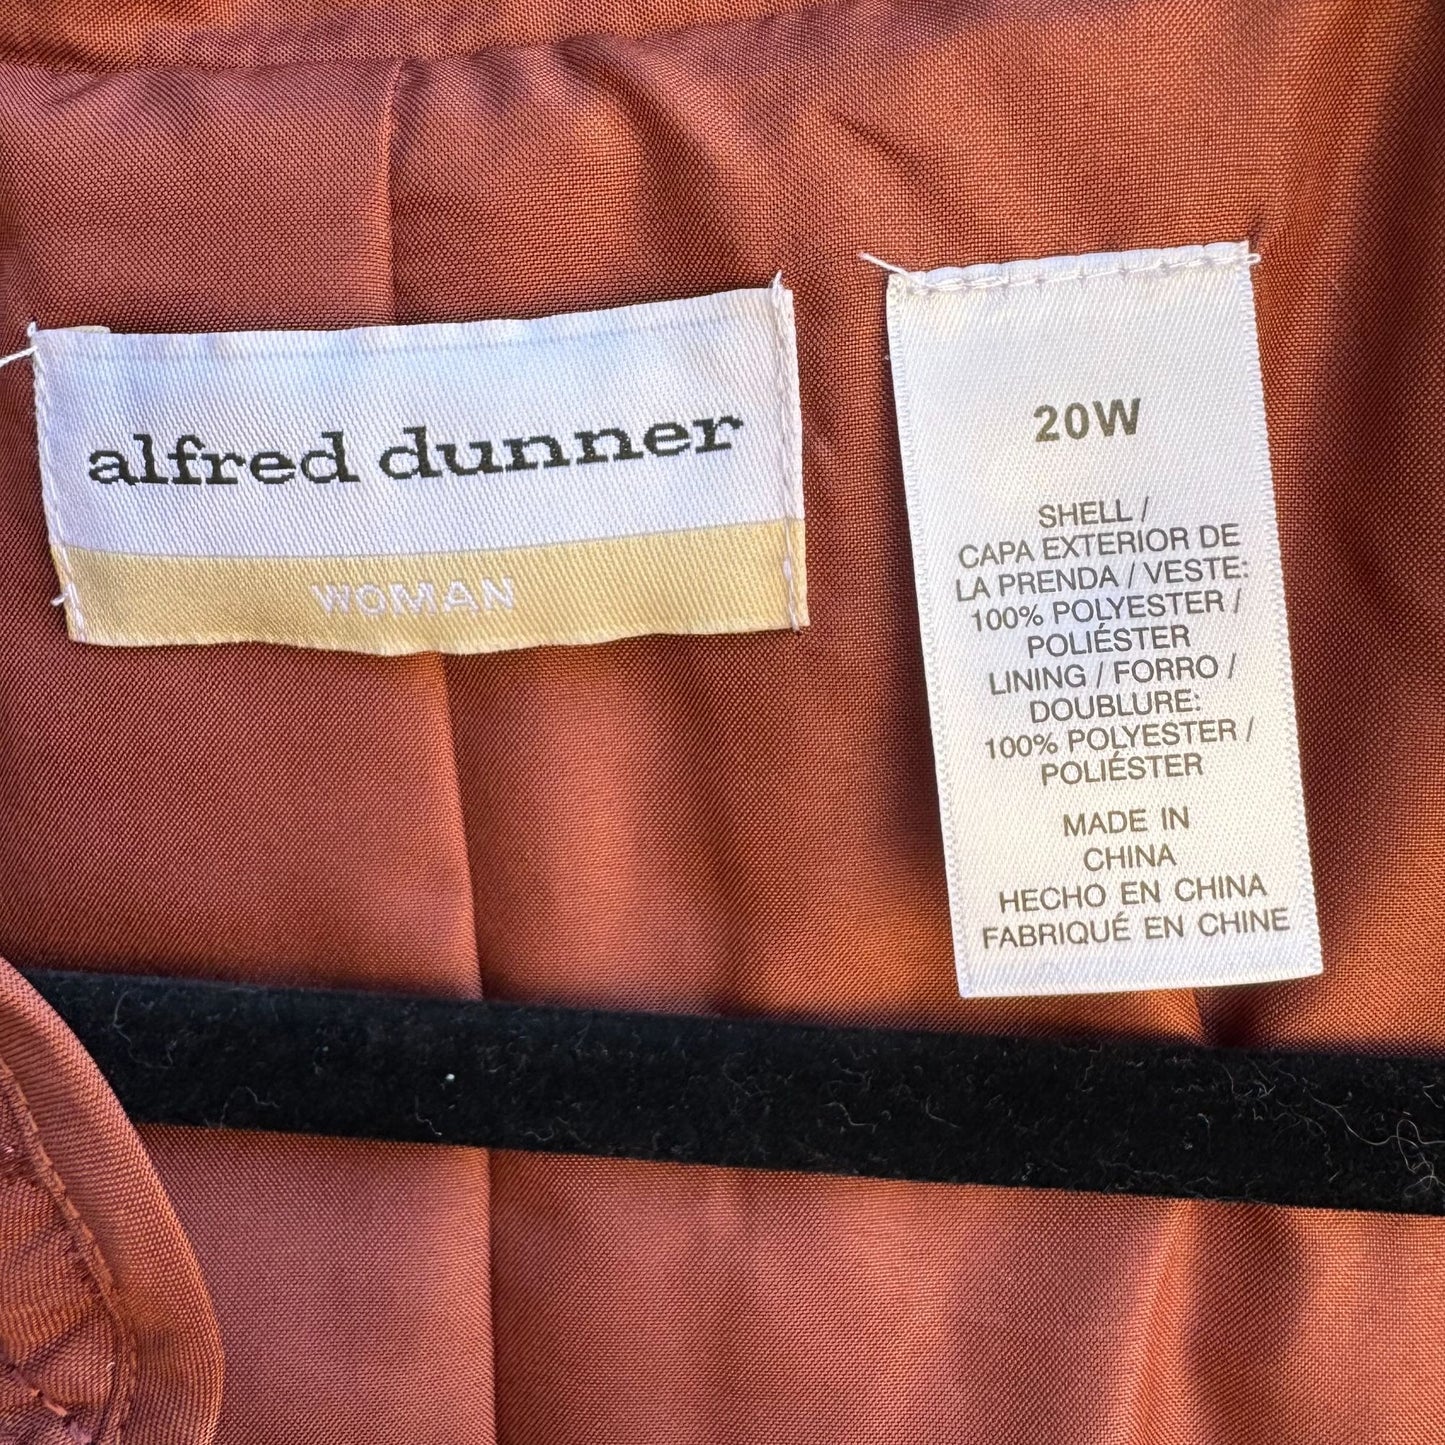 alfred dunner
WOMAN
20W
SHELL /
CAPA EXTERIOR DE
LA PRENDA / VESTE:
100% POLYESTER /
POLIÉSTER
LINING / FORRO /
DOUBLURE:
100% POLYESTER /
POLIÉSTER
MADE IN
CHINA
HECHO EN CHINA
FABRIQUÉ EN CHINE